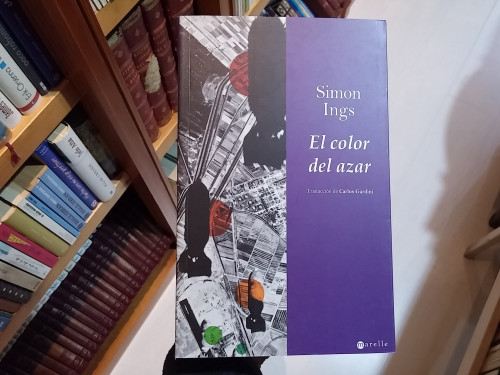 Simon
Ings
El color
del azar
Traducción de Carlos Gardini
marelle